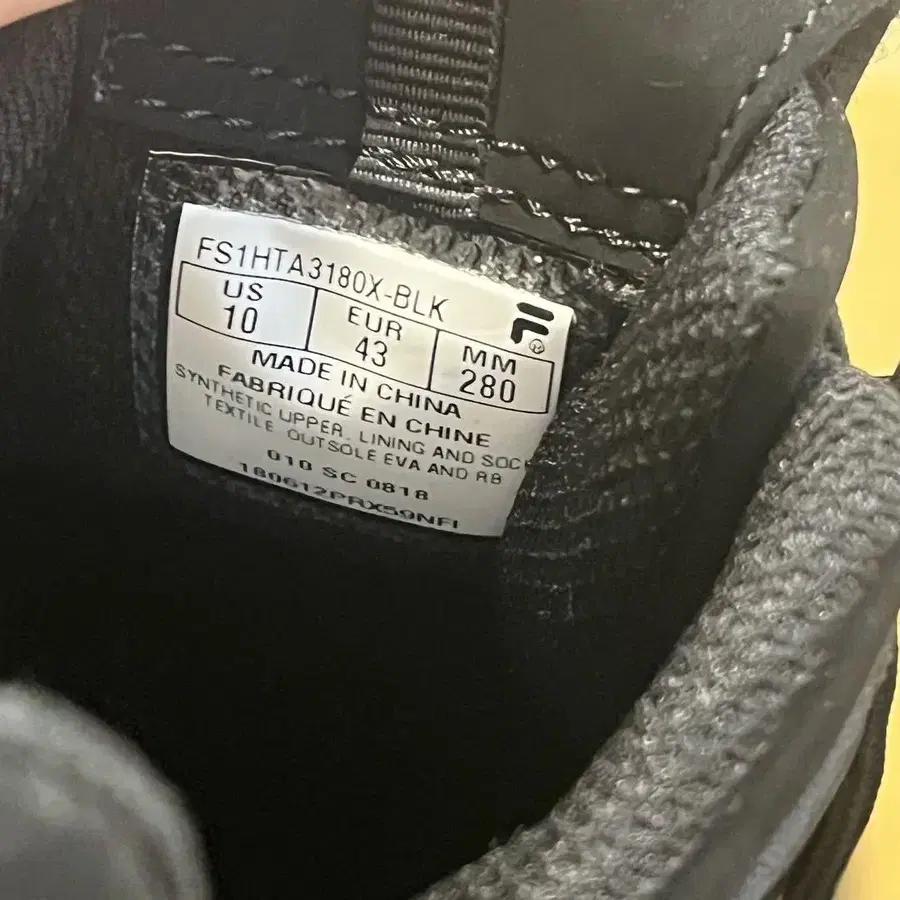 FS1HTA3180X-BLK
US EUR MM
10 43 280
MADE IN CHINA
FABRIQUÉ EN CHINE
SYNTHETIC UPPER. LINING AND SOCK
TEXTILE OUTSOLE EVA AND RB
010 SC 0818
180612PRX59NFI